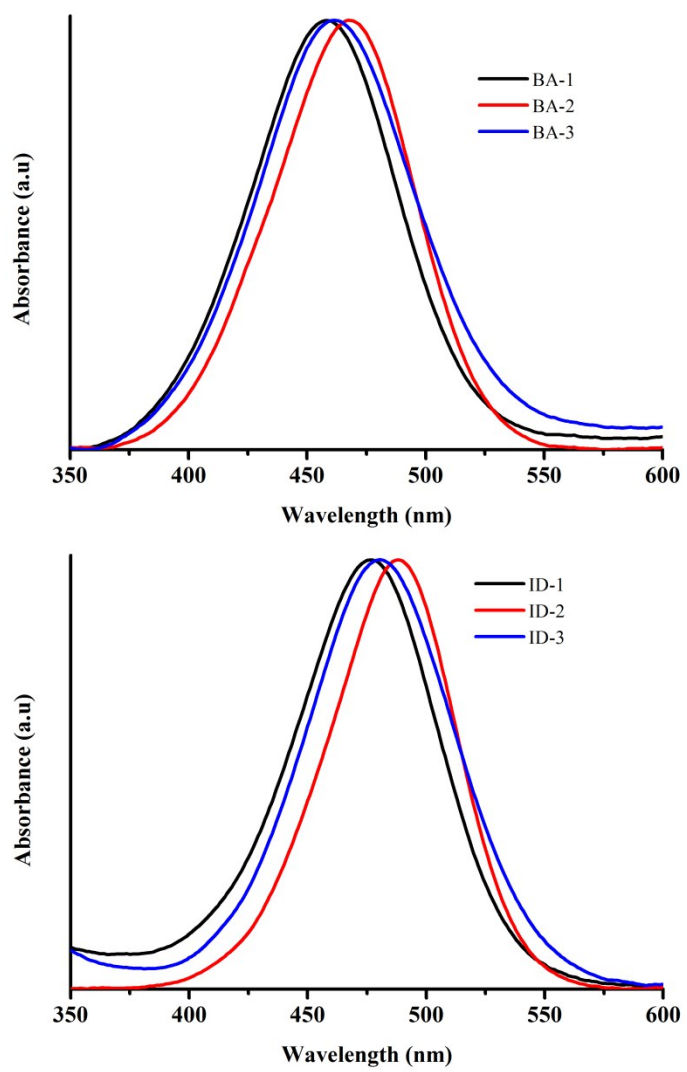 BA-1
BA-2
BA-3
Absorbance (a.u)
350 400 450 500 550 600
Wavelength (nm)
ID-1
ID-2
ID-3
Absorbance (a.u)
350 400 450 500 550 600
Wavelength (nm)